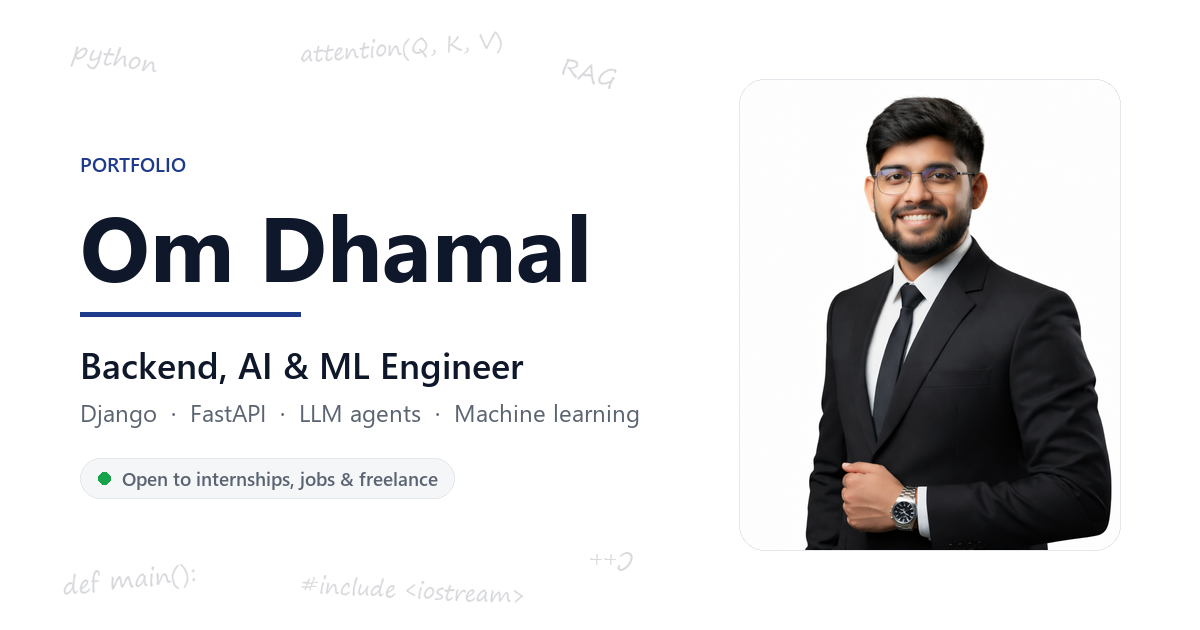 python
attention(Q, K, V)
RAG
PORTFOLIO
Om Dhamal
Backend, AI & ML Engineer
Django · FastAPI · LLM agents · Machine learning
Open to internships, jobs & freelance
C++
def main():
#include <iostream>